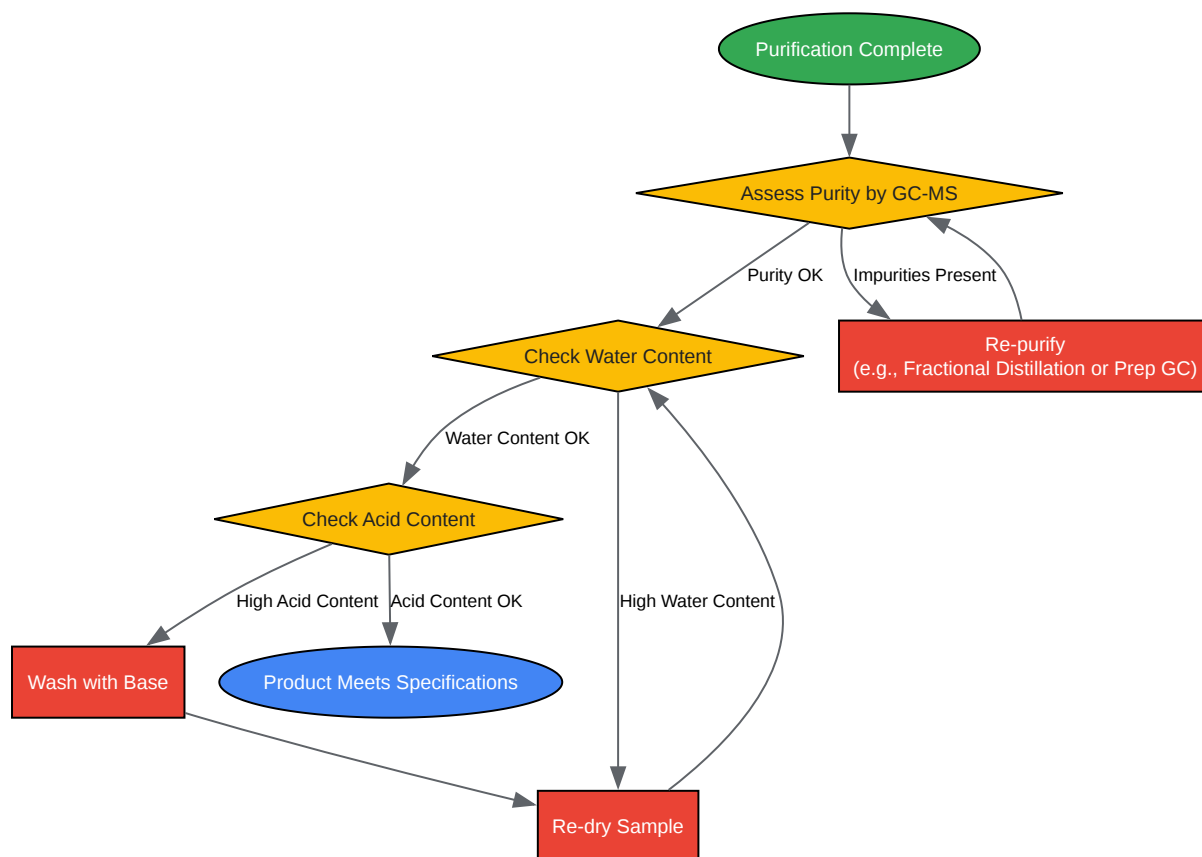 Purification Complete
Assess Purity by GC-MS
Purity OK
Impurities Present
Re-purify
(e.g., Fractional Distillation or Prep GC)
Check Water Content
Water Content OK
Check Acid Content
High Acid Content
Acid Content OK
High Water Content
Wash with Base
Product Meets Specifications
Re-dry Sample